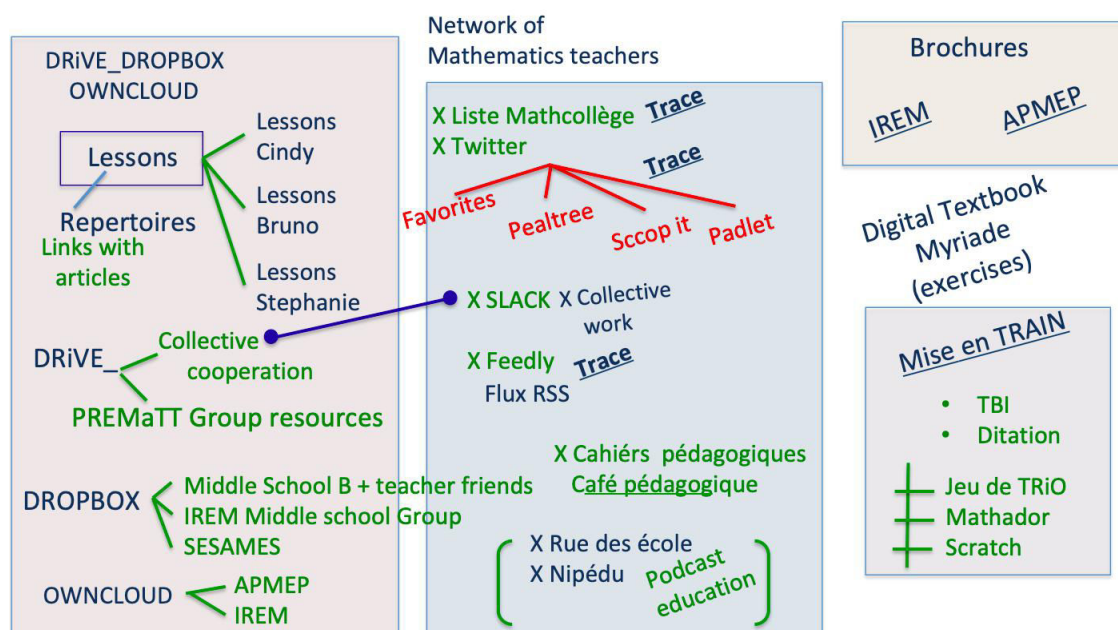 DRiVE_DROPBOX
OWNCLOUD
Lessons
Lessons
Cindy
Lessons
Bruno
Lessons
Stephanie
Repertoires
Links with
articles
DRiVE_
Collective
cooperation
PREMaTT Group resources
DROPBOX
Middle School B + teacher friends
IREM Middle school Group
SESAMES
OWNCLOUD
APMEP
IREM
Network of
Mathematics teachers
X Liste Mathcollège
Trace
X Twitter
Trace
Favorites
Pealtree
Sccop it
Padlet
X SLACK
X Collective
work
X Feedly
Trace
Flux RSS
X Cahiérs pédagogiques
Café pédagogique
X Rue des école
X Nipédu
Podcast
education
Brochures
IREM
APMEP
Digital Textbook
Myriade
(exercises)
Mise en TRAIN
• TBI
• Ditation
Jeu de TRiO
Mathador
Scratch